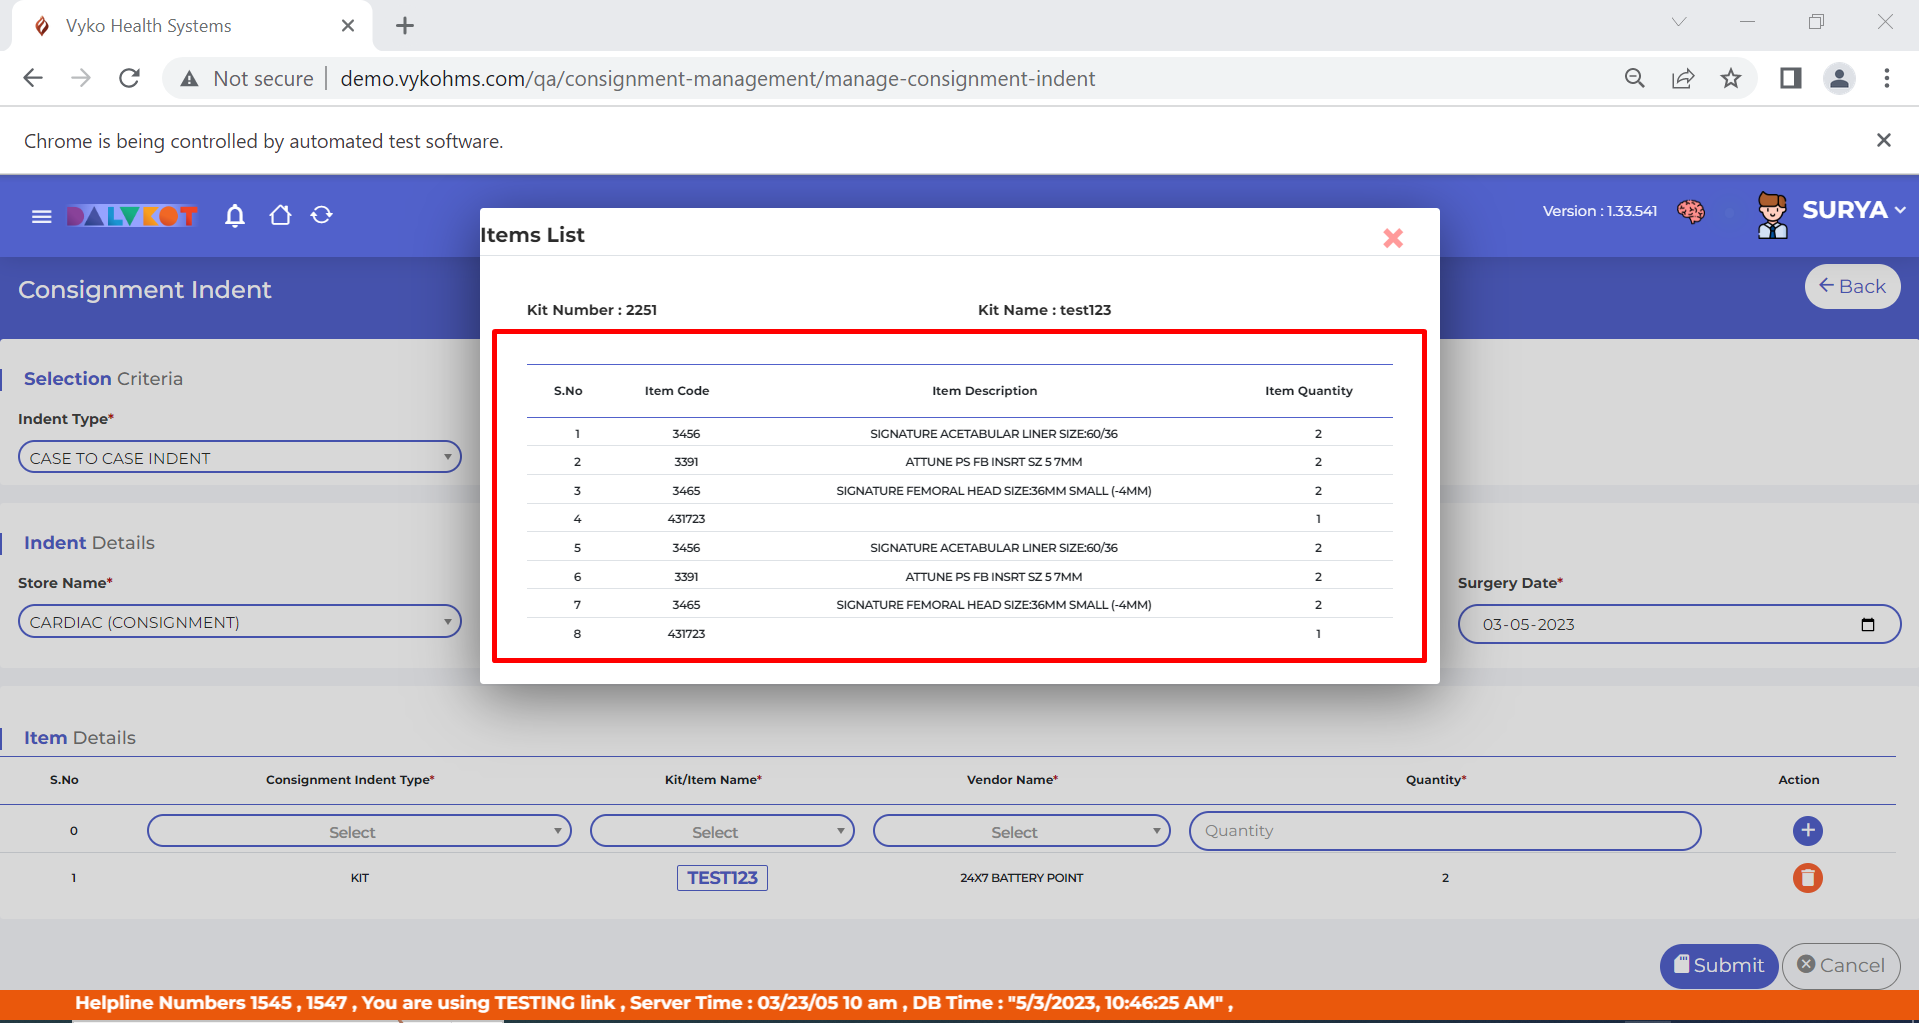 Vyko Health Systems
Not secure | demo.vykohms.com/qa/consignment-management/manage-consignment-indent
Chrome is being controlled by automated test software.
DALVKOT
Version : 1.33.541
SURYA
Consignment Indent
Back
Items List
Kit Number : 2251 Kit Name : test123
S.No Item Code Item Description Item Quantity
1 3456 SIGNATURE ACETABULAR LINER SIZE:60/36 2
2 3391 ATTUNE PS FB INSRT SZ 5 7MM 2
3 3465 SIGNATURE FEMORAL HEAD SIZE:36MM SMALL (-4MM) 2
4 431723 1
5 3456 SIGNATURE ACETABULAR LINER SIZE:60/36 2
6 3391 ATTUNE PS FB INSRT SZ 5 7MM 2
7 3465 SIGNATURE FEMORAL HEAD SIZE:36MM SMALL (-4MM) 2
8 431723 1
Selection Criteria
Indent Type*
CASE TO CASE INDENT
Indent Details
Store Name* Surgery Date*
CARDIAC (CONSIGNMENT) 03-05-2023
Item Details
S.No Consignment Indent Type* Kit/Item Name* Vendor Name* Quantity* Action
0 Select Select Select Quantity
1 KIT TEST123 24X7 BATTERY POINT 2
Submit Cancel
Helpline Numbers 1545 , 1547 , You are using TESTING link , Server Time : 03/23/05 10 am , DB Time : "5/3/2023, 10:46:25 AM" ,